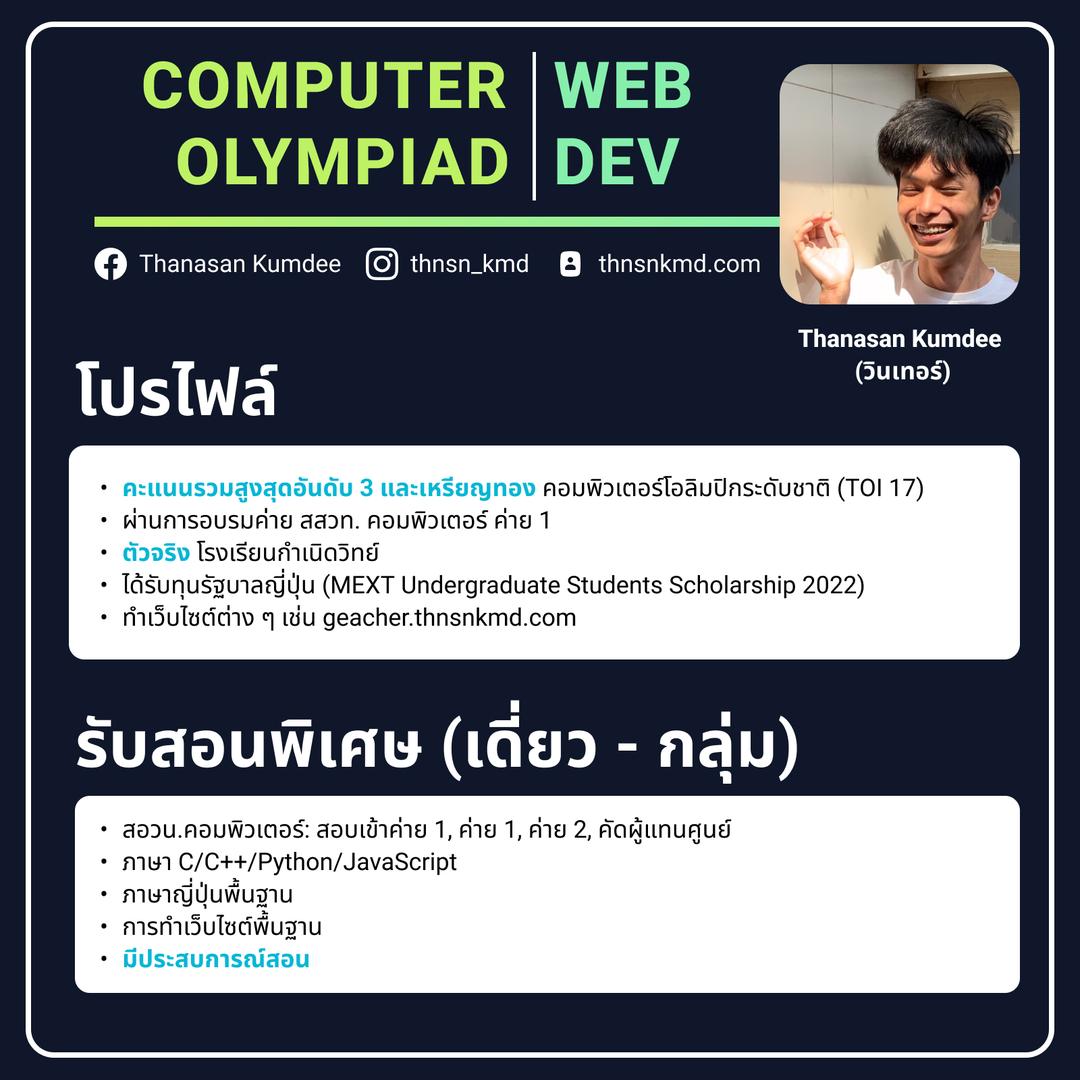 COMPUTER
OLYMPIAD
WEB
DEV
Thanasan Kumdee
thnsn_kmd
thnsnkmd.com
Thanasan Kumdee
(วินเทอร์)
โปรไฟล์
• คะแนนรวมสูงสุดอันดับ 3 และเหรียญทอง คอมพิวเตอร์โอลิมปิกระดับชาติ (TOI 17)
• ผ่านการอบรมค่าย สสวท. คอมพิวเตอร์ ค่าย 1
• ตัวจริง โรงเรียนกำเนิดวิทย์
• ได้รับทุนรัฐบาลญี่ปุ่น (MEXT Undergraduate Students Scholarship 2022)
• ทำเว็บไซต์ต่าง ๆ เช่น geacher.thnsnkmd.com
รับสอนพิเศษ (เดี่ยว - กลุ่ม)
• สอวน.คอมพิวเตอร์: สอบเข้าค่าย 1, ค่าย 1, ค่าย 2, คัดผู้แทนศูนย์
• ภาษา C/C++/Python/JavaScript
• ภาษาญี่ปุ่นพื้นฐาน
• การทำเว็บไซต์พื้นฐาน
• มีประสบการณ์สอน